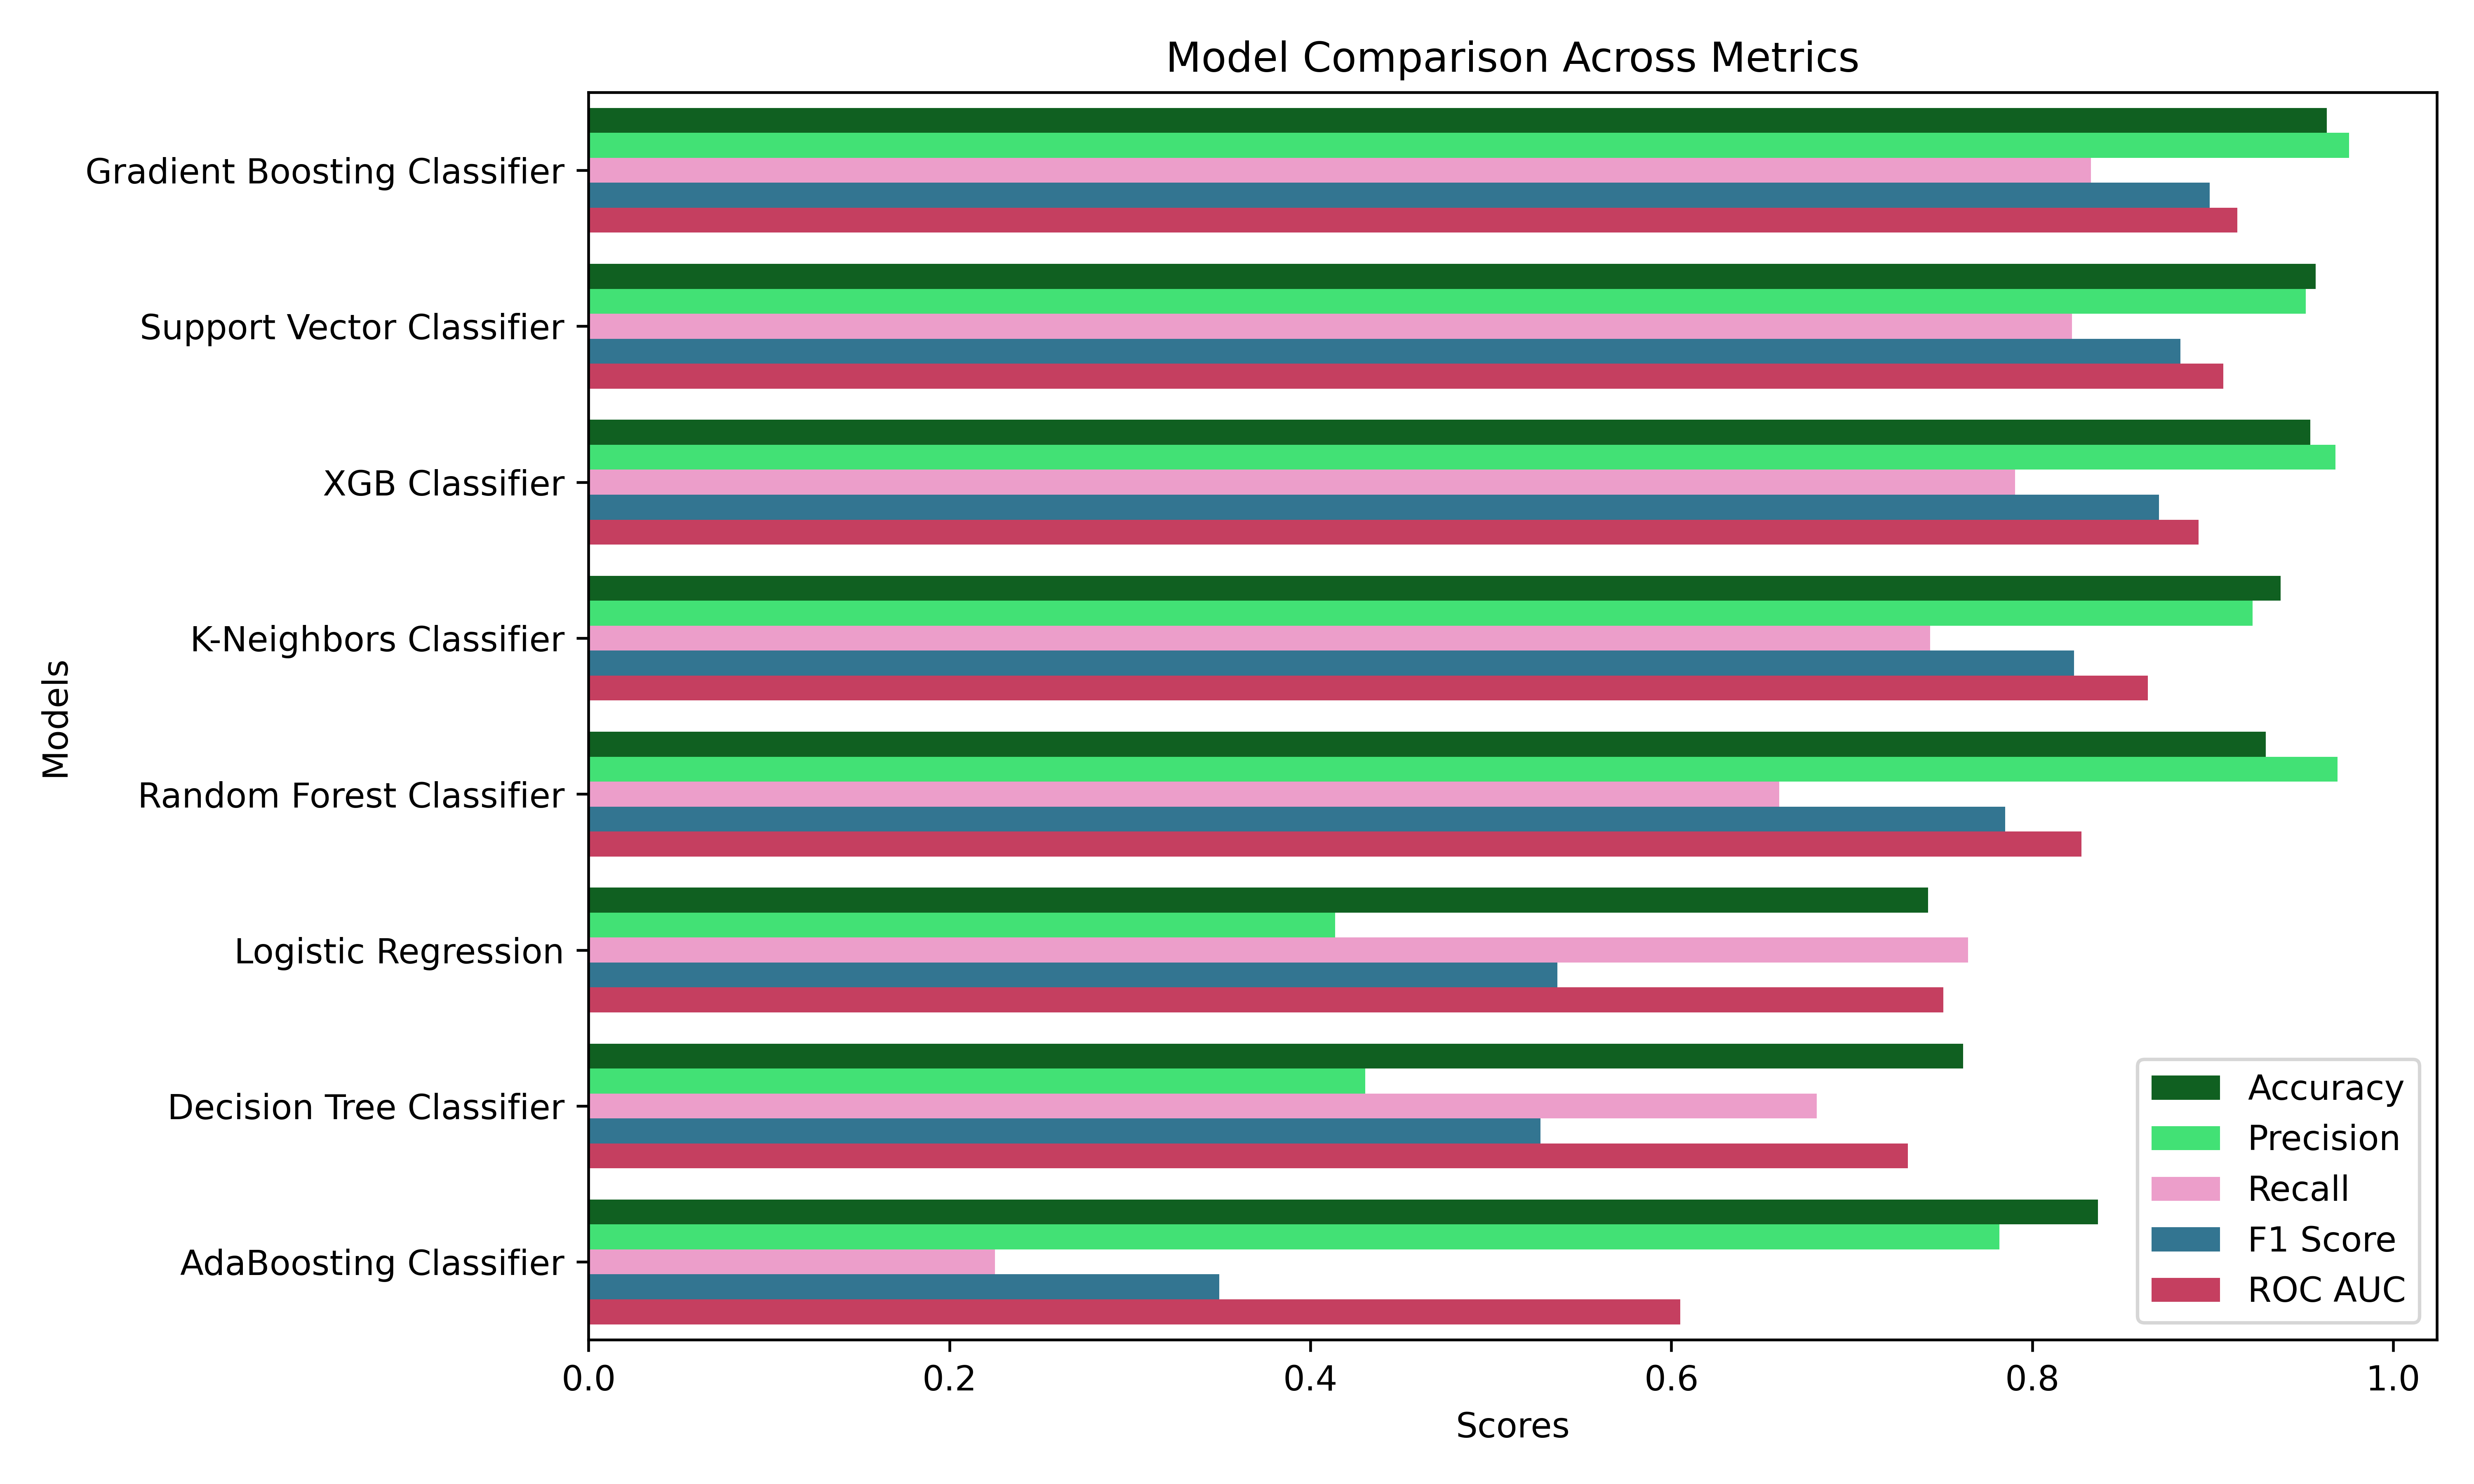 Model Comparison Across Metrics
Gradient Boosting Classifier
Support Vector Classifier
XGB Classifier
K-Neighbors Classifier
Random Forest Classifier
Logistic Regression
Decision Tree Classifier
AdaBoosting Classifier
Models
Accuracy
Precision
Recall
F1 Score
ROC AUC
0.0 0.2 0.4 0.6 0.8 1.0
Scores